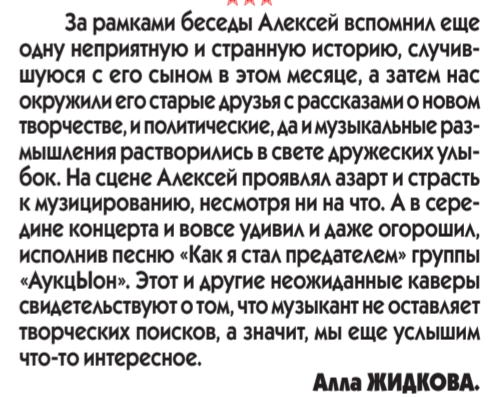 За рамками беседы Алексей вспомнил еще
одну неприятную и странную историю, случив-
шуюся с его сыном в этом месяце, а затем нас
окружили его старые друзья с рассказами о новом
творчестве, и политические, да и музыкальные раз-
мышления растворились в свете дружеских улы-
бок. На сцене Алексей проявлял азарт и страсть
к музицированию, несмотря ни на что. А в сере-
дине концерта и вовсе удивил и даже огорошил,
исполнив песню «Как я стал предателем» группы
«АукцЫон». Этот и другие неожиданные каверы
свидетельствуют о том, что музыкант не оставляет
творческих поисков, а значит, мы еще услышим
что-то интересное.
Алла ЖИДКОВА.